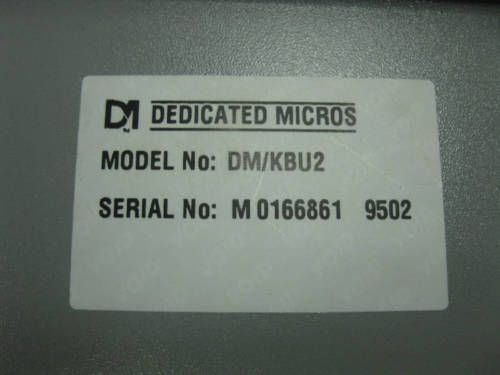 DM DEDICATED MICROS
MODEL No: DM/KBU2
SERIAL No: M 0166861 9502